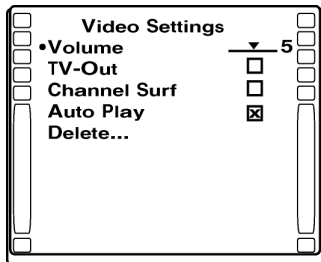 Video Settings
•Volume 5
TV-Out
Channel Surf
Auto Play
Delete...